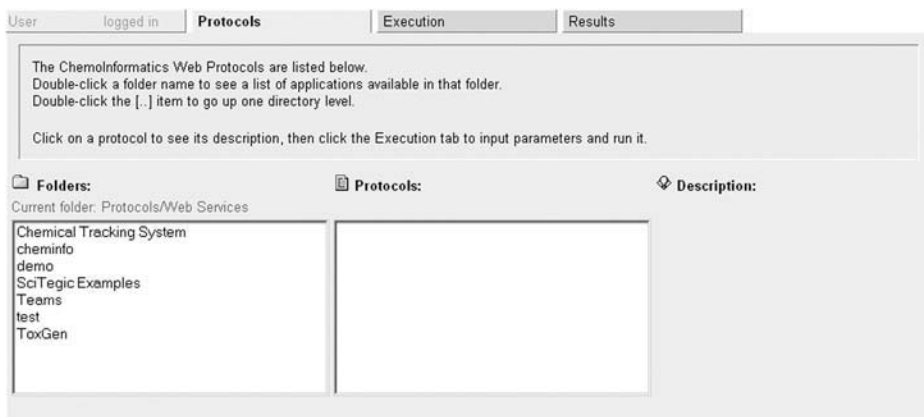 User logged in Protocols Execution Results
The ChemoInformatics Web Protocols are listed below.
Double-click a folder name to see a list of applications available in that folder.
Double-click the [..] item to go up one directory level.
Click on a protocol to see its description, then click the Execution tab to input parameters and run it.
Folders: Protocols: Description:
Current folder: Protocols/Web Services
Chemical Tracking System
cheminfo
demo
SciTegic Examples
Teams
test
ToxGen